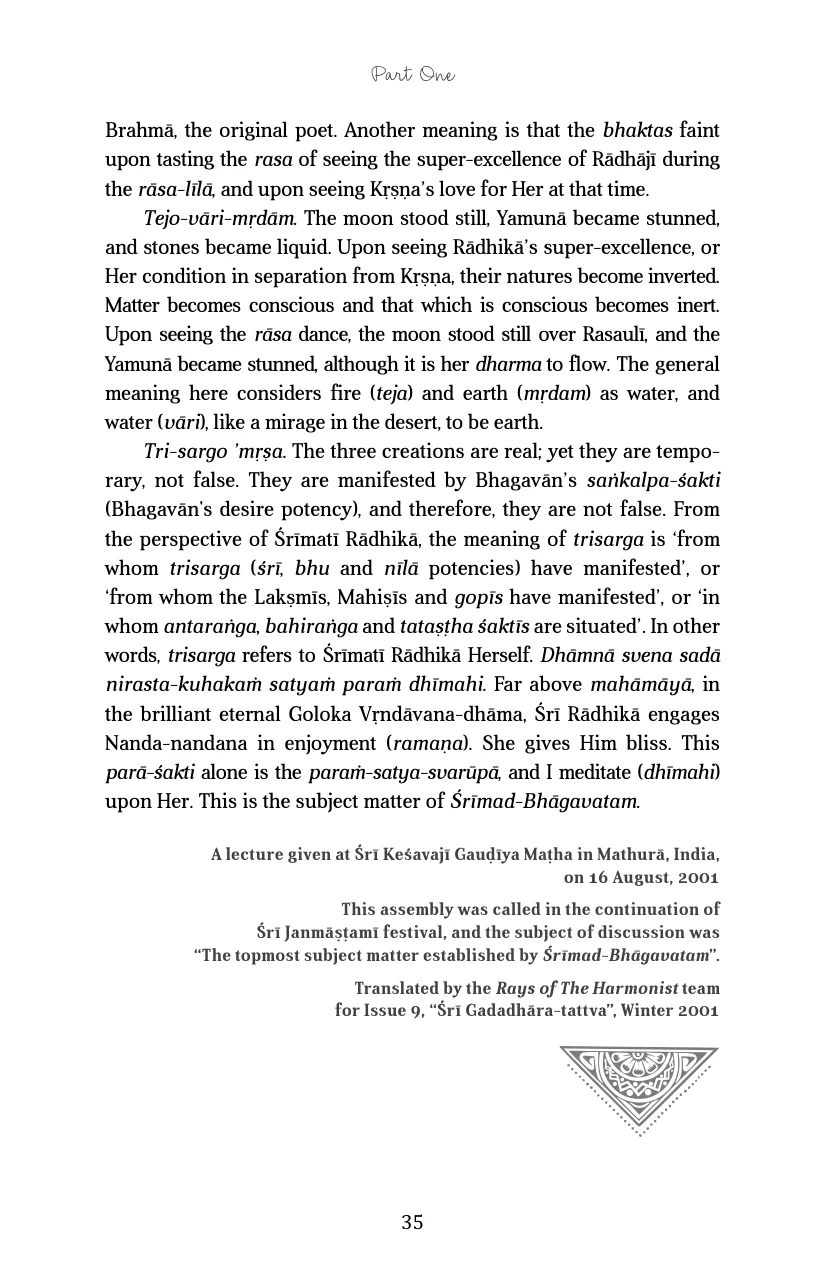 Part One
Brahmā, the original poet. Another meaning is that the bhaktas faint
upon tasting the rasa of seeing the super-excellence of Rādhājī during
the rāsa-līlā, and upon seeing Kṛṣṇa’s love for Her at that time.
Tejo-vāri-mṛdām. The moon stood still, Yamunā became stunned,
and stones became liquid. Upon seeing Rādhikā’s super-excellence, or
Her condition in separation from Kṛṣṇa, their natures become inverted.
Matter becomes conscious and that which is conscious becomes inert.
Upon seeing the rāsa dance, the moon stood still over Rasaulī, and the
Yamunā became stunned, although it is her dharma to flow. The general
meaning here considers fire (teja) and earth (mṛdam) as water, and
water (vāri), like a mirage in the desert, to be earth.
Tri-sargo ’mṛṣa. The three creations are real; yet they are tempo-
rary, not false. They are manifested by Bhagavān’s saṅkalpa-śakti
(Bhagavān's desire potency), and therefore, they are not false. From
the perspective of Śrīmatī Rādhikā, the meaning of trisarga is ‘from
whom trisarga (śrī, bhu and nīlā potencies) have manifested’, or
‘from whom the Lakṣmīs, Mahiṣīs and gopīs have manifested’, or ‘in
whom antaraṅga, bahiraṅga and tataṣṭha śaktīs are situated’. In other
words, trisarga refers to Śrīmatī Rādhikā Herself. Dhāmnā svena sadā
nirasta-kuhakaṁ satyaṁ paraṁ dhīmahi. Far above mahāmāyā, in
the brilliant eternal Goloka Vṛndāvana-dhāma, Śrī Rādhikā engages
Nanda-nandana in enjoyment (ramaṇa). She gives Him bliss. This
parā-śakti alone is the paraṁ-satya-svarūpā, and I meditate (dhīmahi)
upon Her. This is the subject matter of Śrīmad-Bhāgavatam.
A lecture given at Śrī Keśavajī Gauḍīya Maṭha in Mathurā, India,
on 16 August, 2001
This assembly was called in the continuation of
Śrī Janmāṣṭamī festival, and the subject of discussion was
“The topmost subject matter established by Śrīmad-Bhāgavatam”.
Translated by the Rays of The Harmonist team
for Issue 9, “Śrī Gadadhāra-tattva”, Winter 2001
35